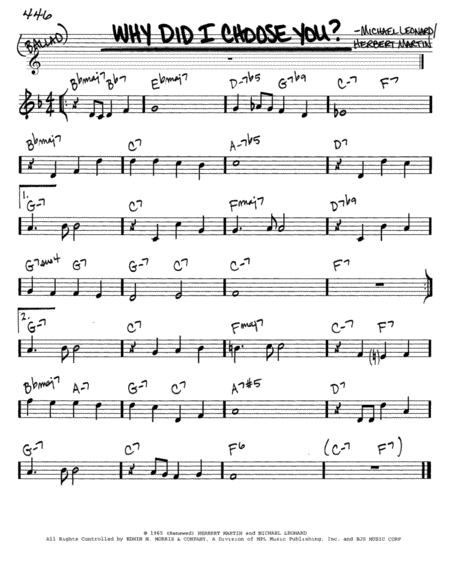 446
WHY DID I CHOOSE YOU?
- MICHAEL LEONARD/
HERBERT MARTIN
(BALLAD)
Bbmaj7 Bb7 Ebmaj7 D-7b5 G7b9 C-7 F7
Bbmaj7 C7 A-7b5 D7
1.
G-7 C7 Fmaj7 D7b9
G7sus4 G7 C-7 F7
2.
G-7 C7 Fmaj7 C-7 F7
Bbmaj7 A-7 G-7 C7 A7#5 D7
G-7 C7 F6 (C-7 F7)
© 1965 (Renewed) HERBERT MARTIN and MICHAEL LEONARD
All Rights Controlled by EDWIN H. MORRIS & COMPANY, A Division of MPL Music Publishing, Inc. and BJS MUSIC CORP